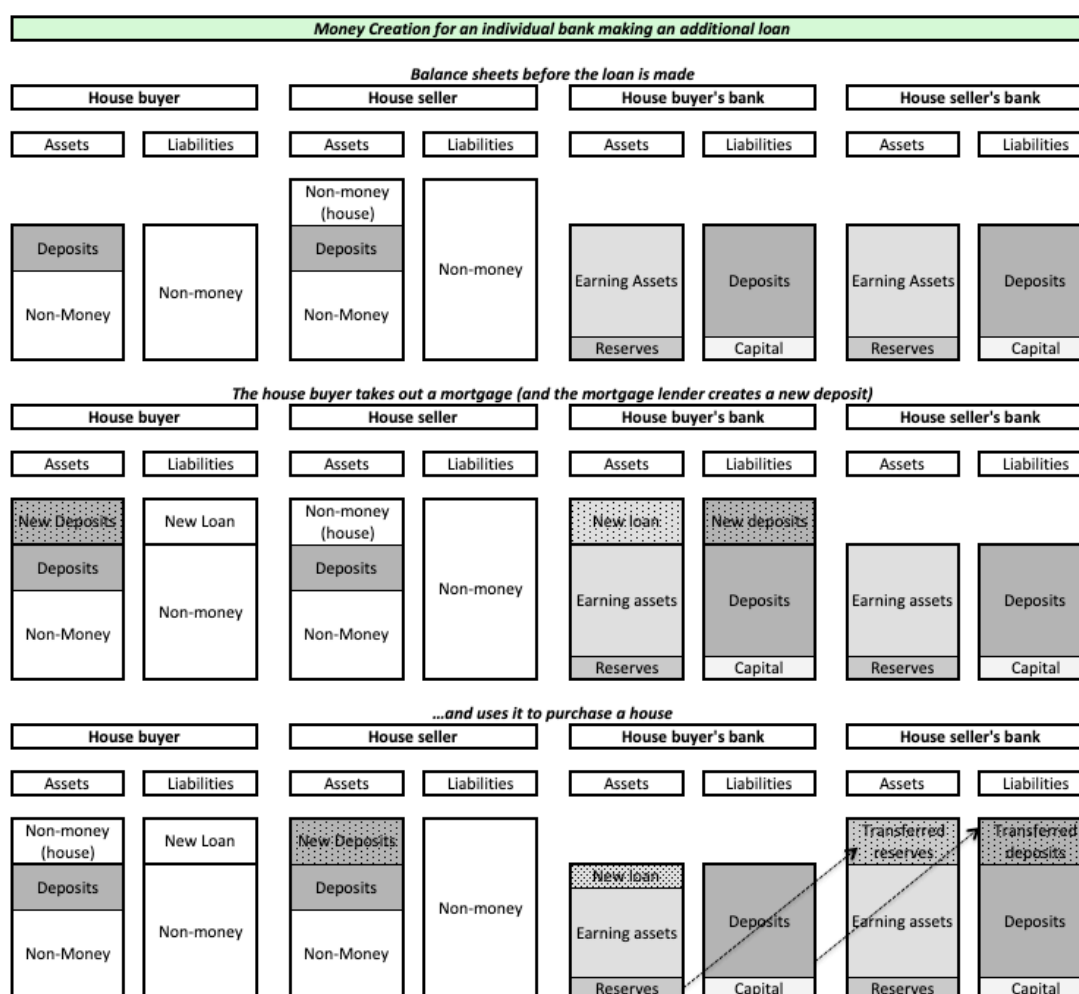 Money Creation for an individual bank making an additional loan
Balance sheets before the loan is made
House buyer House seller House buyer's bank House seller's bank
Assets Liabilities Assets Liabilities Assets Liabilities Assets Liabilities
Non-money
(house)
Deposits
Non-Money
Non-money
Deposits
Non-Money
Non-money
Earning Assets
Reserves
Deposits
Capital
Earning Assets
Reserves
Deposits
Capital
The house buyer takes out a mortgage (and the mortgage lender creates a new deposit)
House buyer House seller House buyer's bank House seller's bank
Assets Liabilities Assets Liabilities Assets Liabilities Assets Liabilities
New Deposits
Deposits
Non-Money
New Loan
Non-money
Non-money
(house)
Deposits
Non-Money
Non-money
New loan
Earning assets
Reserves
New deposits
Deposits
Capital
Earning assets
Reserves
Deposits
Capital
...and uses it to purchase a house
House buyer House seller House buyer's bank House seller's bank
Assets Liabilities Assets Liabilities Assets Liabilities Assets Liabilities
Non-money
(house)
Deposits
Non-Money
New Loan
Non-money
New Deposits
Deposits
Non-Money
Non-money
New loan
Earning assets
Reserves
Deposits
Capital
Transferred
reserves
Earning assets
Reserves
Transferred
deposits
Deposits
Capital